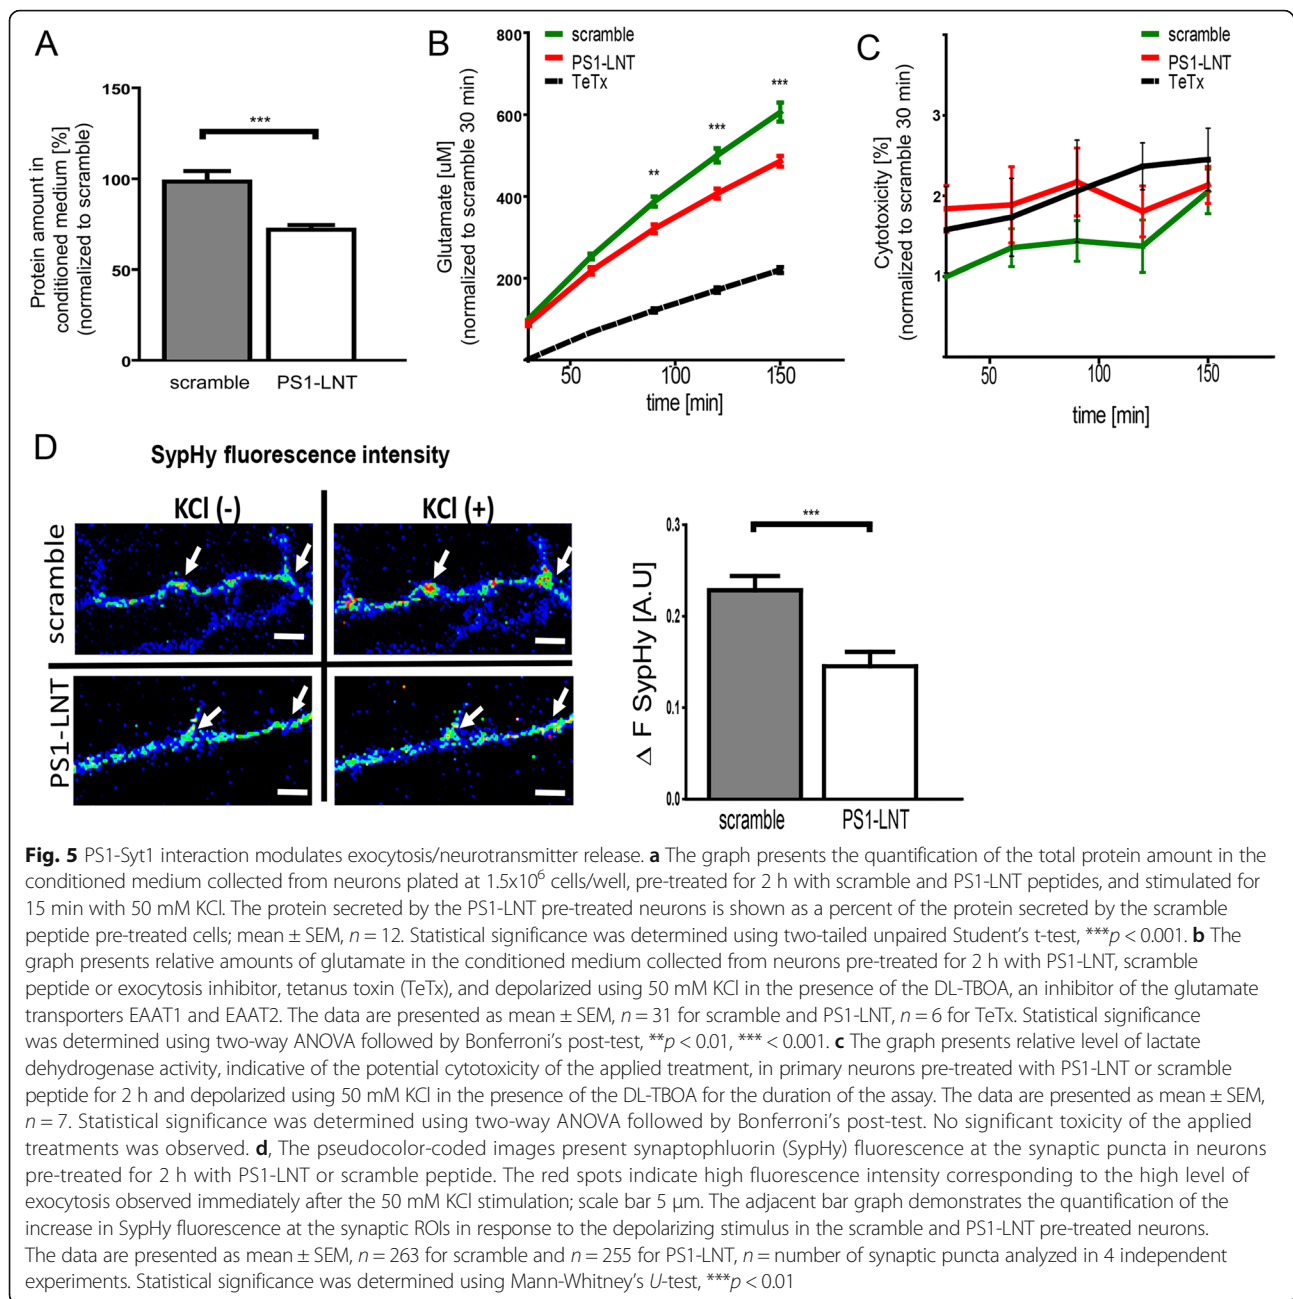 A
Protein amount in
conditioned medium [%]
(normalized to scramble)
150
100
50
0
***
scramble
PS1-LNT
B
Glutamate [uM]
(normalized to scramble 30 min)
800
600
400
200
scramble
PS1-LNT
TeTx
**
***
***
50
100
150
time [min]
C
Cytotoxicity [%]
(normalized to scramble 30 min)
3
2
1
scramble
PS1-LNT
TeTx
50
100
150
time [min]
D
SypHy fluorescence intensity
KCl (-)
KCl (+)
scramble
PS1-LNT
Δ F SypHy [A.U]
0.3
0.2
0.1
0.0
***
scramble
PS1-LNT
Fig. 5 PS1-Syt1 interaction modulates exocytosis/neurotransmitter release. a The graph presents the quantification of the total protein amount in the
conditioned medium collected from neurons plated at 1.5x10⁶ cells/well, pre-treated for 2 h with scramble and PS1-LNT peptides, and stimulated for
15 min with 50 mM KCl. The protein secreted by the PS1-LNT pre-treated neurons is shown as a percent of the protein secreted by the scramble
peptide pre-treated cells; mean ± SEM, n = 12. Statistical significance was determined using two-tailed unpaired Student's t-test, ***p < 0.001. b The
graph presents relative amounts of glutamate in the conditioned medium collected from neurons pre-treated for 2 h with PS1-LNT, scramble
peptide or exocytosis inhibitor, tetanus toxin (TeTx), and depolarized using 50 mM KCl in the presence of the DL-TBOA, an inhibitor of the glutamate
transporters EAAT1 and EAAT2. The data are presented as mean ± SEM, n = 31 for scramble and PS1-LNT, n = 6 for TeTx. Statistical significance
was determined using two-way ANOVA followed by Bonferroni's post-test, **p < 0.01, *** < 0.001. c The graph presents relative level of lactate
dehydrogenase activity, indicative of the potential cytotoxicity of the applied treatment, in primary neurons pre-treated with PS1-LNT or scramble
peptide for 2 h and depolarized using 50 mM KCl in the presence of the DL-TBOA for the duration of the assay. The data are presented as mean ± SEM,
n = 7. Statistical significance was determined using two-way ANOVA followed by Bonferroni's post-test. No significant toxicity of the applied
treatments was observed. d, The pseudocolor-coded images present synaptophluorin (SypHy) fluorescence at the synaptic puncta in neurons
pre-treated for 2 h with PS1-LNT or scramble peptide. The red spots indicate high fluorescence intensity corresponding to the high level of
exocytosis observed immediately after the 50 mM KCl stimulation; scale bar 5 μm. The adjacent bar graph demonstrates the quantification of the
increase in SypHy fluorescence at the synaptic ROIs in response to the depolarizing stimulus in the scramble and PS1-LNT pre-treated neurons.
The data are presented as mean ± SEM, n = 263 for scramble and n = 255 for PS1-LNT, n = number of synaptic puncta analyzed in 4 independent
experiments. Statistical significance was determined using Mann-Whitney's U-test, ***p < 0.01